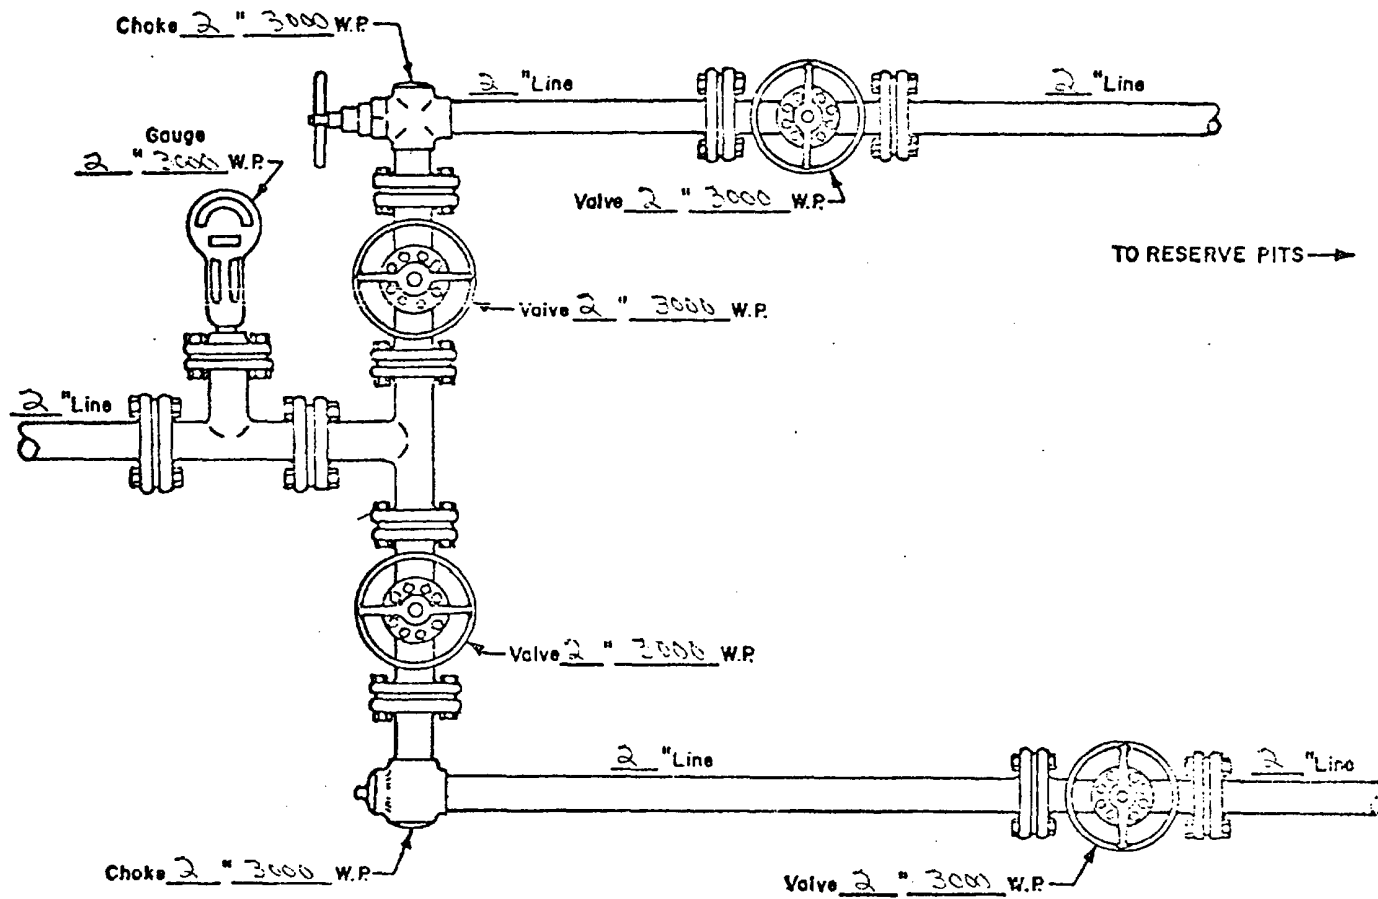 Choke 2 " 3000 W.P.
2 "Line
2 "Line
Gauge
2 " 3000 W.P.
Valve 2 " 3000 W.P.
TO RESERVE PITS
Valve 2 " 3000 W.P.
2 "Line
Valve 2 " 3000 W.P.
2 "Line
2 "Line
Choke 2 " 3000 W.P.
Valve 2 " 3000 W.P.